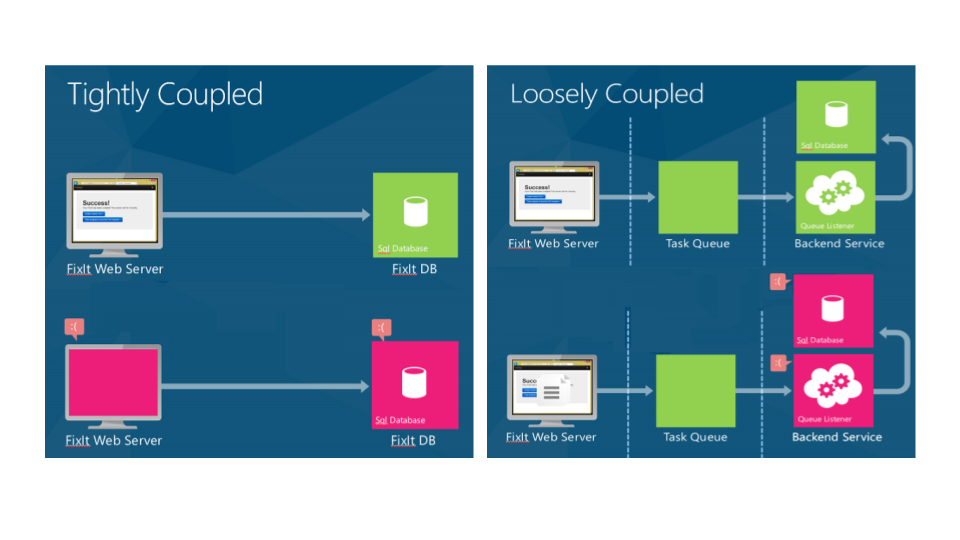 Tightly Coupled
Success!
Sql Database
FixIt Web Server
FixIt DB
:(
:(
Sql Database
FixIt Web Server
FixIt DB
Loosely Coupled
Sql Database
Success!
Queue Listener
FixIt Web Server
Task Queue
Backend Service
:(
Sql Database
:(
Succ
Queue Listener
FixIt Web Server
Task Queue
Backend Service